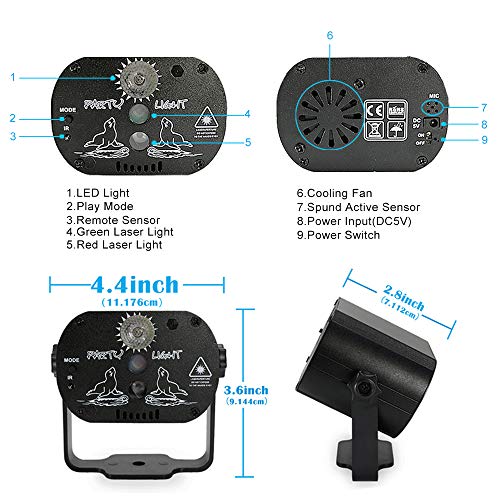 1
2
3
MODE
IR
PARTY LIGHT
4
5
6
MIC
7
DC
5V
8
ON
OFF
9
CE
RoHS
1.LED Light
2.Play Mode
3.Remote Sensor
4.Green Laser Light
5.Red Laser Light
6.Cooling Fan
7.Spund Active Sensor
8.Power Input(DC5V)
9.Power Switch
4.4inch
(11.176cm)
2.8inch
(7.112cm)
MODE
IR
PARTY LIGHT
3.6inch
(9.144cm)